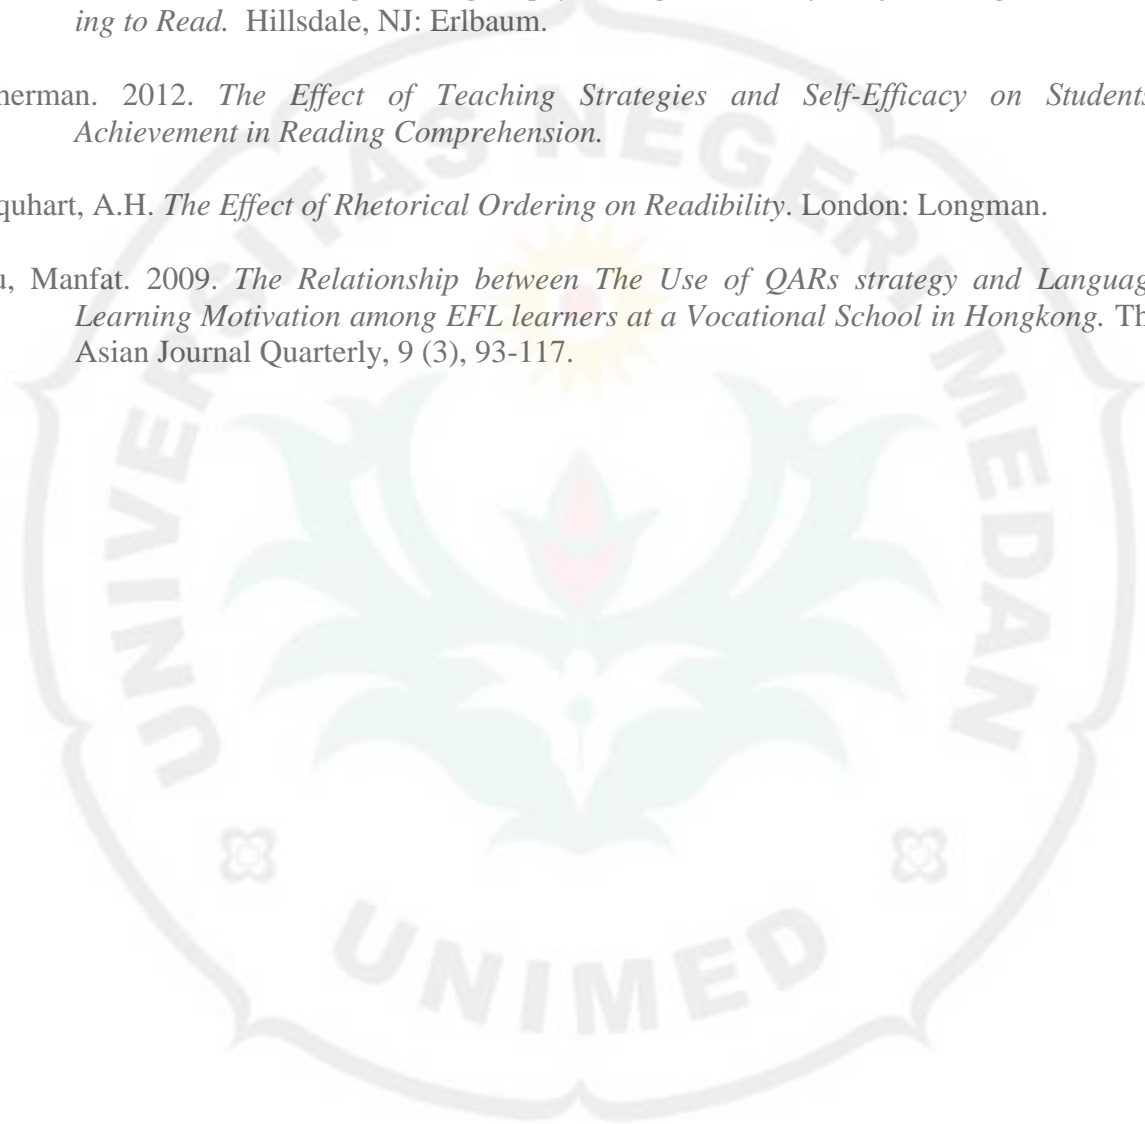 ing to Read. Hillsdale, NJ: Erlbaum.
herman. 2012. The Effect of Teaching Strategies and Self-Efficacy on Students
Achievement in Reading Comprehension.
quhart, A.H. The Effect of Rhetorical Ordering on Readibility. London: Longman.
u, Manfat. 2009. The Relationship between The Use of QARs strategy and Languag
Learning Motivation among EFL learners at a Vocational School in Hongkong. Th
Asian Journal Quarterly, 9 (3), 93-117.
UNIVERSITAS NEGERI MEDAN
UNIMED